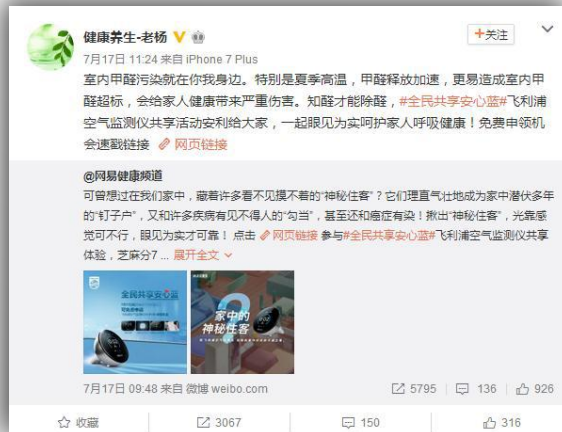 健康养生-老杨
+关注
7月17日 11:24 来自 iPhone 7 Plus
室内甲醛污染就在你我身边。特别是夏季高温，甲醛释放加速，更易造成室内甲
醛超标，会给家人健康带来严重伤害。知醛才能除醛，#全民共享安心蓝#飞利浦
空气监测仪共享活动安利给大家，一起眼见为实呵护家人呼吸健康！免费申领机
会速戳链接 网页链接
@网易健康频道
可曾想过在我们家中，藏着许多看不见摸不着的“神秘住客”？它们理直气壮地成为家中潜伏多年
的“钉子户”，又和许多疾病有见不得人的“勾当”，甚至还和癌症有染！揪出“神秘住客”，光靠感
觉可不行，眼见为实才可靠！ 点击 网页链接 参与#全民共享安心蓝#飞利浦空气监测仪共享
体验，芝麻分7 ... 展开全文
全民共享安心蓝
家中的
神秘住客
7月17日 09:48 来自 微博 weibo.com
5795
136
926
收藏
3067
150
316